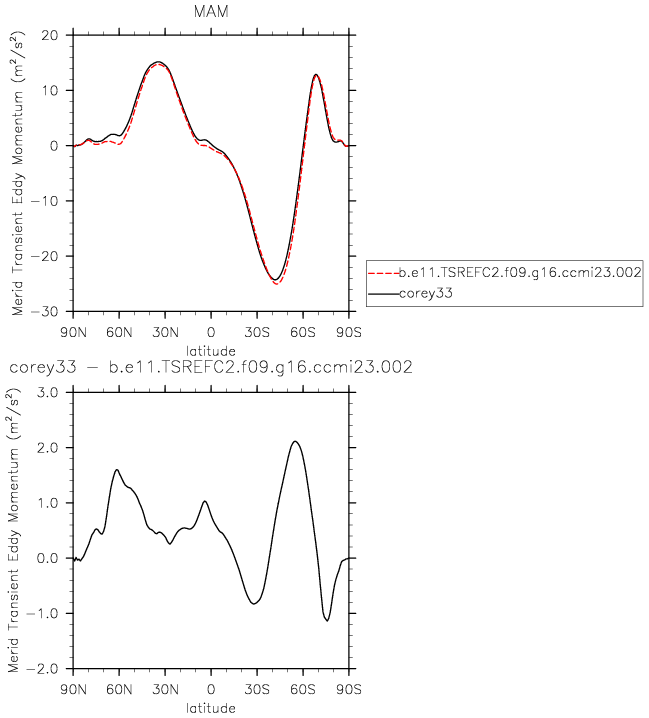 MAM
Merid Transient Eddy Momentum (m²/s²)
20
10
0
−10
−20
−30
90N 60N 30N 0 30S 60S 90S
latitude
b.e11.TSREFC2.f09.g16.ccmi23.002
corey33
corey33 − b.e11.TSREFC2.f09.g16.ccmi23.002
Merid Transient Eddy Momentum (m²/s²)
3.0
2.0
1.0
0.0
−1.0
−2.0
90N 60N 30N 0 30S 60S 90S
latitude